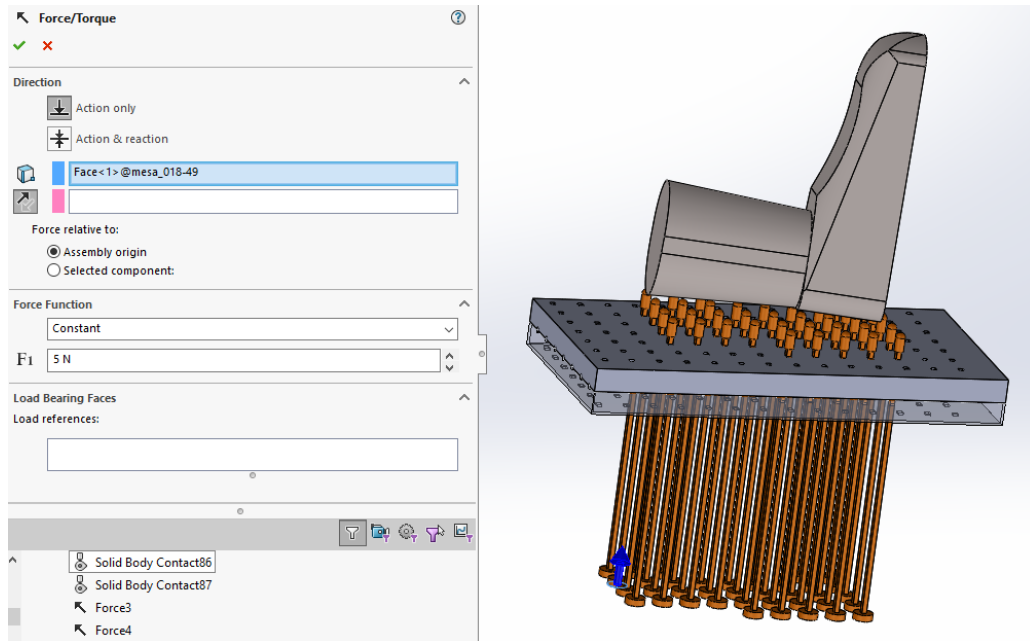 Force/Torque
Direction
Action only
Action & reaction
Face<1>@mesa_018-49
Force relative to:
Assembly origin
Selected component:
Force Function
Constant
F1
5 N
Load Bearing Faces
Load references:
Solid Body Contact86
Solid Body Contact87
Force3
Force4